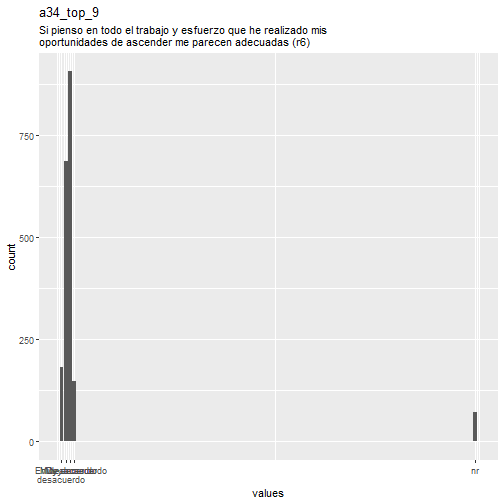 a34_top_9
Si pienso en todo el trabajo y esfuerzo que he realizado mis
oportunidades de ascender me parecen adecuadas (r6)
750
500
250
0
count
desacuerdo
nr
values